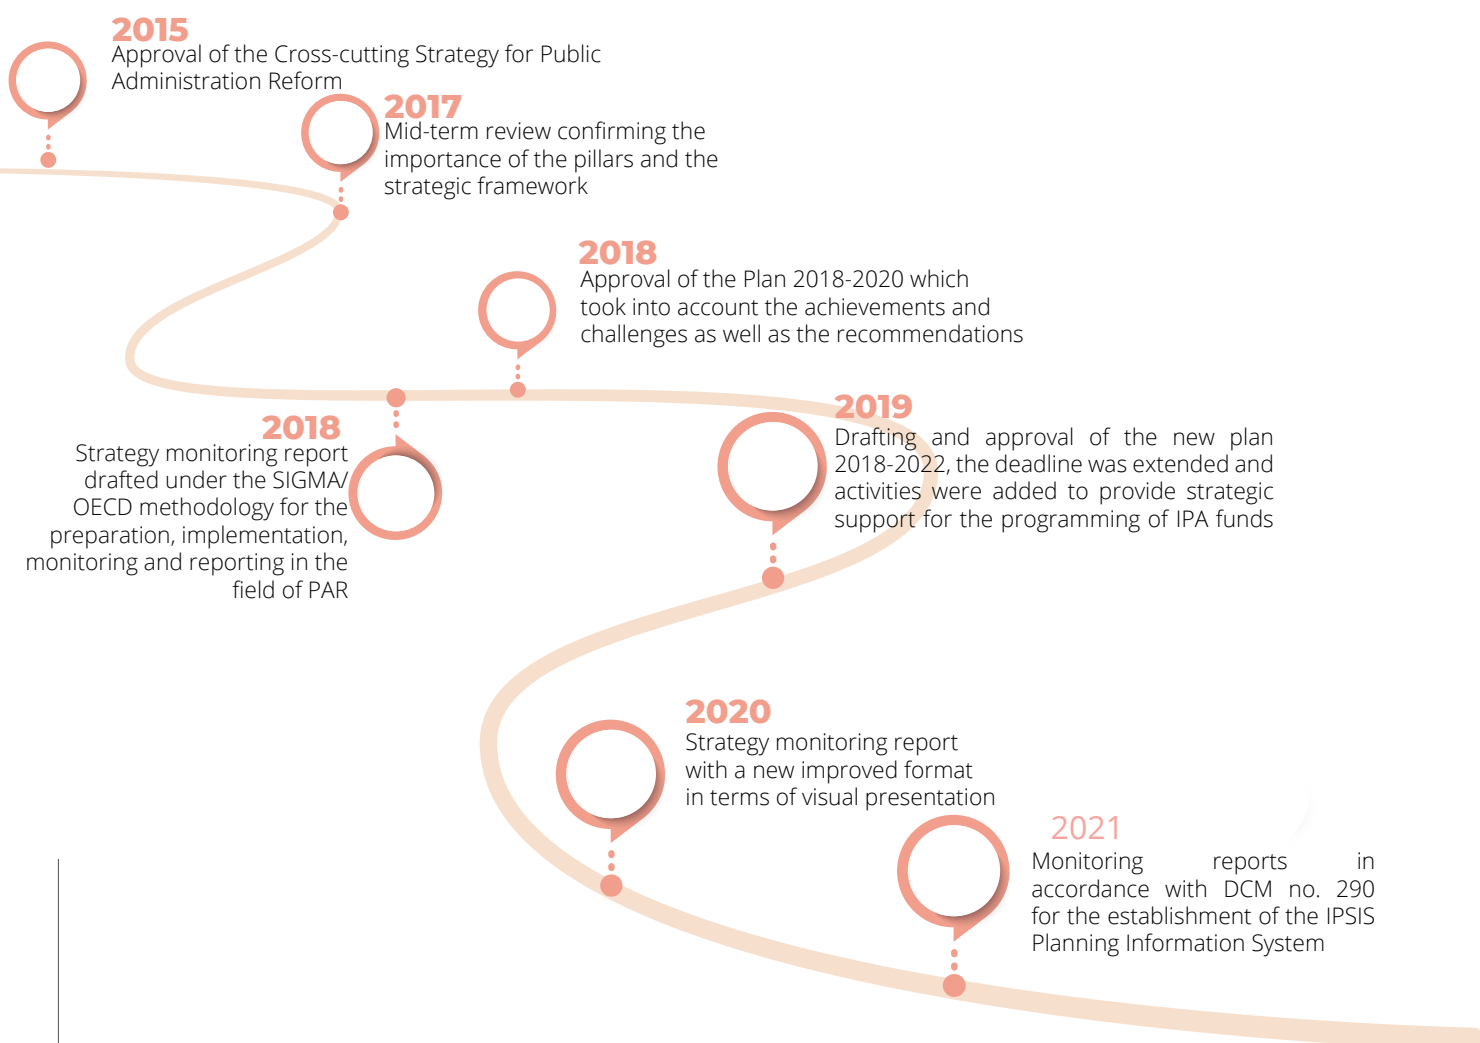 2015
Approval of the Cross-cutting Strategy for Public
Administration Reform
2017
Mid-term review confirming the
importance of the pillars and the
strategic framework
2018
Approval of the Plan 2018-2020 which
took into account the achievements and
challenges as well as the recommendations
2018
Strategy monitoring report
drafted under the SIGMA/
OECD methodology for the
preparation, implementation,
monitoring and reporting in the
field of PAR
2019
Drafting and approval of the new plan
2018-2022, the deadline was extended and
activities were added to provide strategic
support for the programming of IPA funds
2020
Strategy monitoring report
with a new improved format
in terms of visual presentation
2021
Monitoring reports in
accordance with DCM no. 290
for the establishment of the IPSIS
Planning Information System